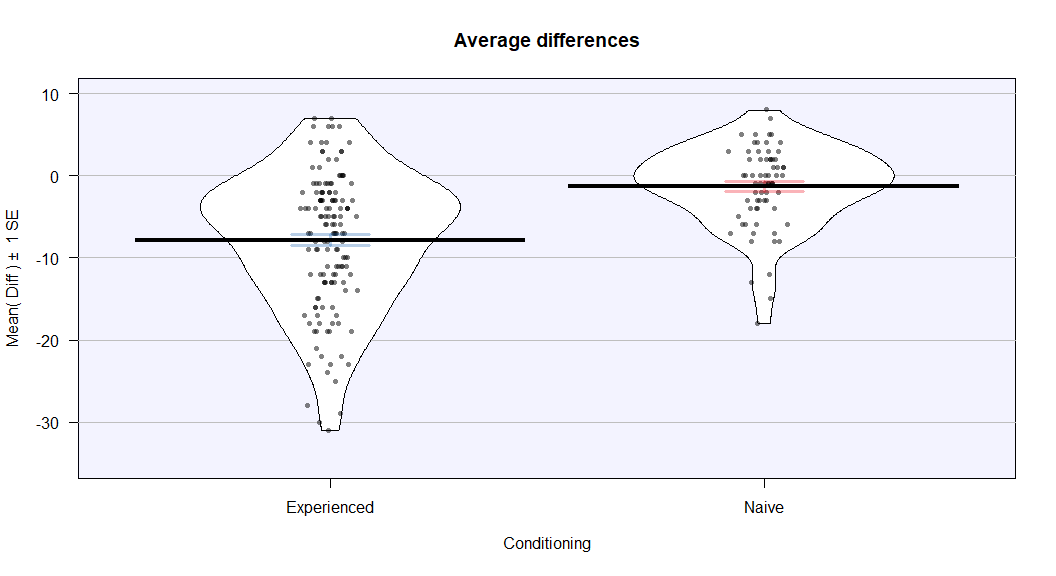 Average differences
Mean( Diff ) ± 1 SE
10
0
-10
-20
-30
Experienced
Naive
Conditioning